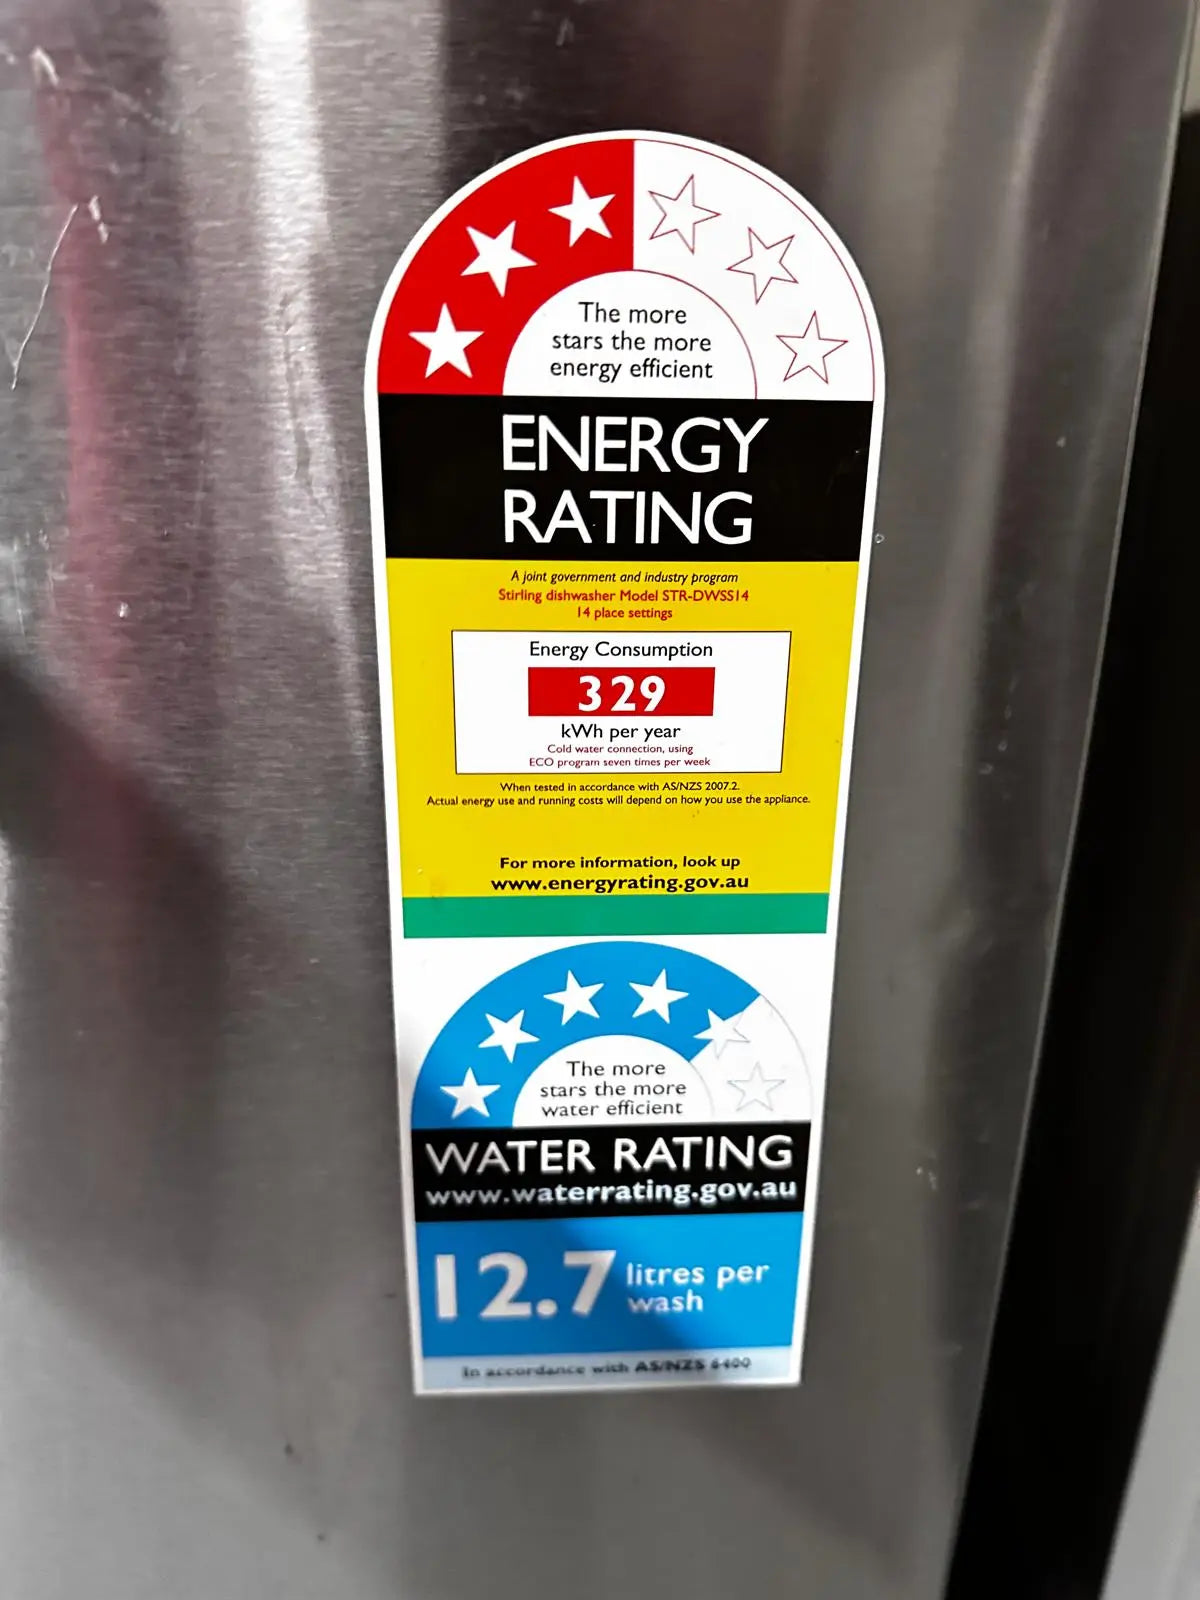 The more
stars the more
energy efficient
ENERGY
RATING
A joint government and industry program
Stirling dishwasher Model STR-DWSS14
14 place settings
Energy Consumption
329
kWh per year
Cold water connection, using
ECO program seven times per week
When tested in accordance with AS/NZS 2007.2.
Actual energy use and running costs will depend on how you use the appliance.
For more information, look up
www.energyrating.gov.au
The more
stars the more
water efficient
WATER RATING
www.waterrating.gov.au
12.7 litres per
wash
In accordance with AS/NZS 6400